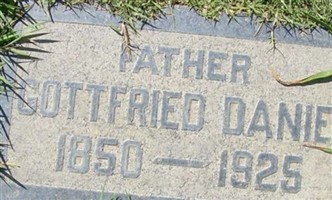 FATHER
GOTTFRIED DANIE
1850 — 1925